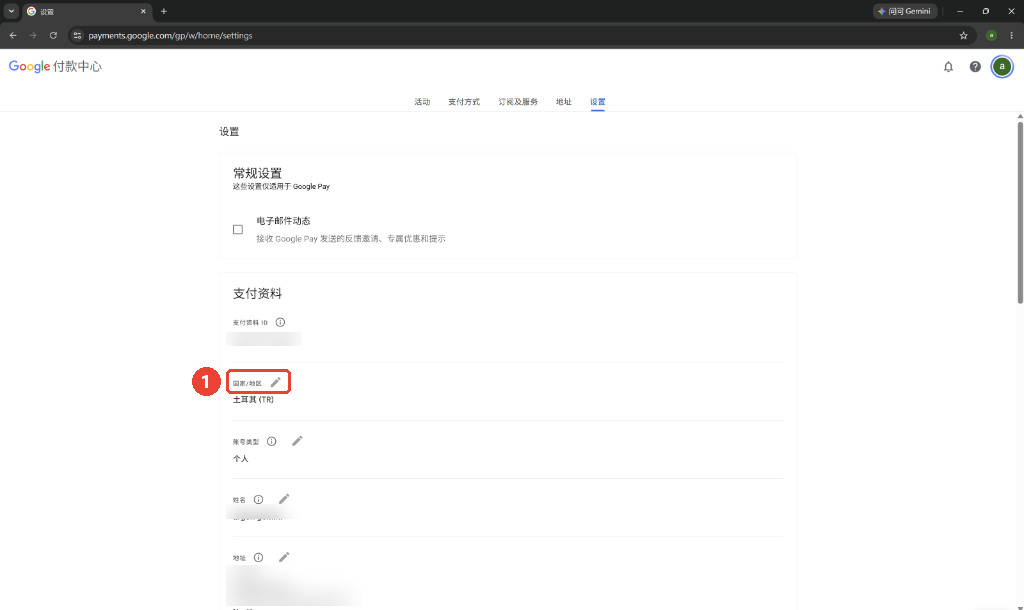 设置
问问 Gemini
payments.google.com/gp/w/home/settings
a
Google 付款中心
a
活动 支付方式 订阅及服务 地址 设置
设置
常规设置
这些设置仅适用于 Google Pay
电子邮件动态
接收 Google Pay 发送的反馈邀请、专属优惠和提示
支付资料
支付资料 ID
1
国家/地区
土耳其 (TR)
账号类型
个人
姓名
地址